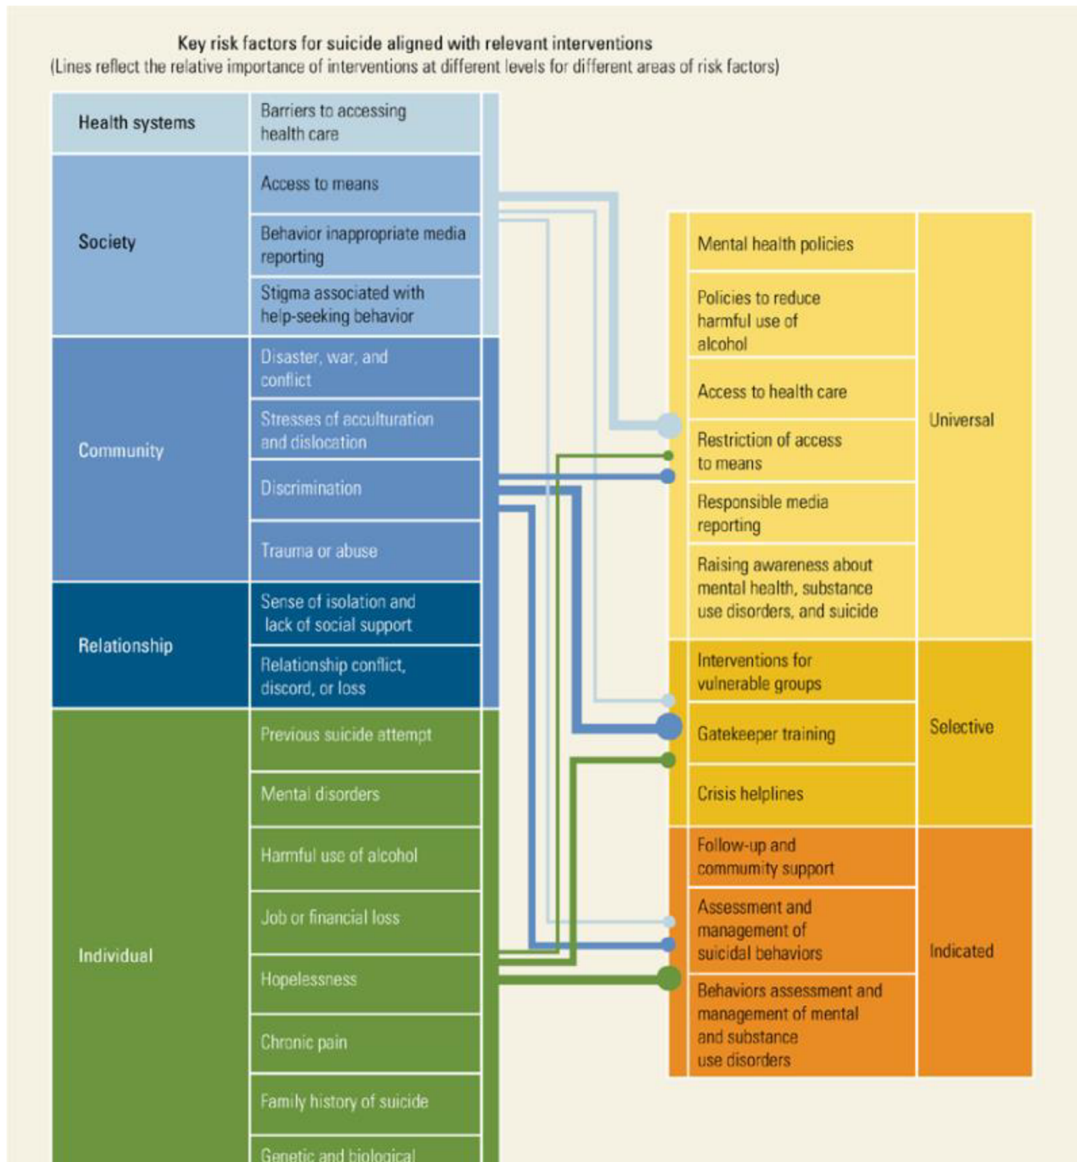 Key risk factors for suicide aligned with relevant interventions
(Lines reflect the relative importance of interventions at different levels for different areas of risk factors)
Health systems
Barriers to accessing
health care
Society
Access to means
Behavior inappropriate media
reporting
Stigma associated with
help-seeking behavior
Community
Disaster, war, and
conflict
Stresses of acculturation
and dislocation
Discrimination
Trauma or abuse
Relationship
Sense of isolation and
lack of social support
Relationship conflict,
discord, or loss
Individual
Previous suicide attempt
Mental disorders
Harmful use of alcohol
Job or financial loss
Hopelessness
Chronic pain
Family history of suicide
Genetic and biological
Mental health policies
Policies to reduce
harmful use of
alcohol
Access to health care
Restriction of access
to means
Responsible media
reporting
Raising awareness about
mental health, substance
use disorders, and suicide
Universal
Interventions for
vulnerable groups
Gatekeeper training
Crisis helplines
Selective
Follow-up and
commumity support
Assessment and
management of
suicidal behaviors
Behaviors assessment and
management of mental
and substance
use disorders
Indicated